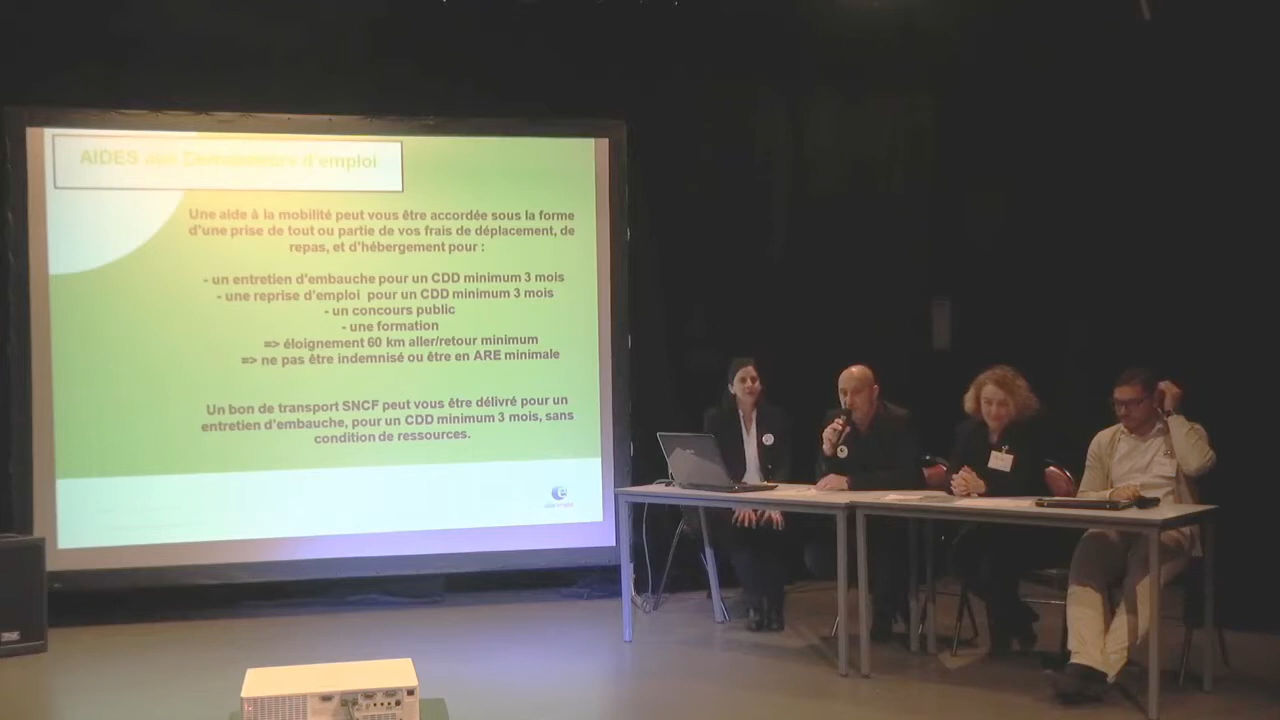 AIDES aux Demandeurs d'emploi
Une aide à la mobilité peut vous être accordée sous la forme
d'une prise de tout ou partie de vos frais de déplacement, de
repas, et d'hébergement pour :
- un entretien d'embauche pour un CDD minimum 3 mois
- une reprise d'emploi pour un CDD minimum 3 mois
- un concours public
- une formation
=> éloignement 60 km aller/retour minimum
=> ne pas être indemnisé ou être en ARE minimale
Un bon de transport SNCF peut vous être délivré pour un
entretien d'embauche, pour un CDD minimum 3 mois, sans
condition de ressources.